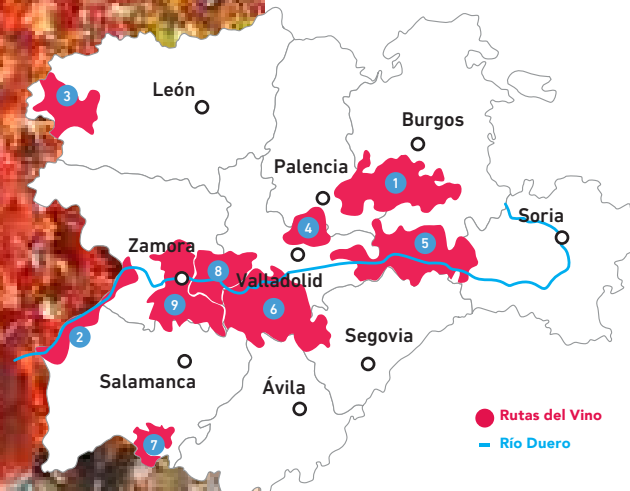 León
3
Burgos
Palencia
1
Soria
4
Zamora
5
8
Valladolid
9
6
2
Segovia
Salamanca
Ávila
Rutas del Vino
7
Río Duero